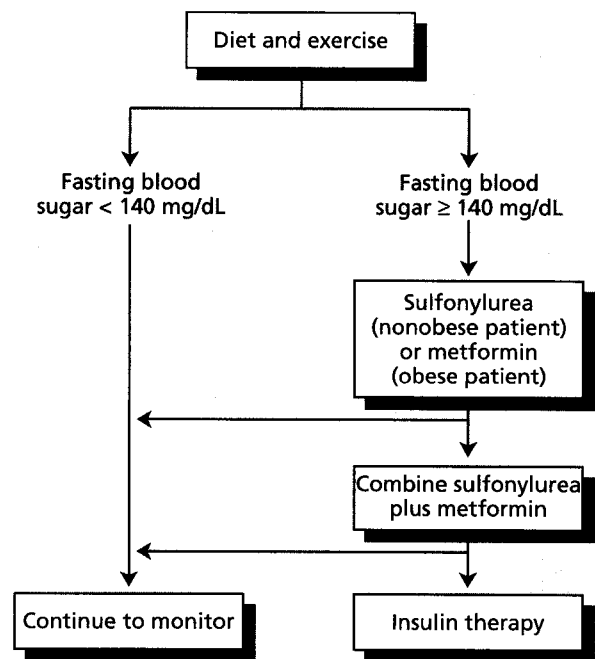 Diet and exercise
Fasting blood
sugar < 140 mg/dL
Fasting blood
sugar ≥ 140 mg/dL
Sulfonylurea
(nonobese patient)
or metformin
(obese patient)
Combine sulfonylurea
plus metformin
Continue to monitor
Insulin therapy